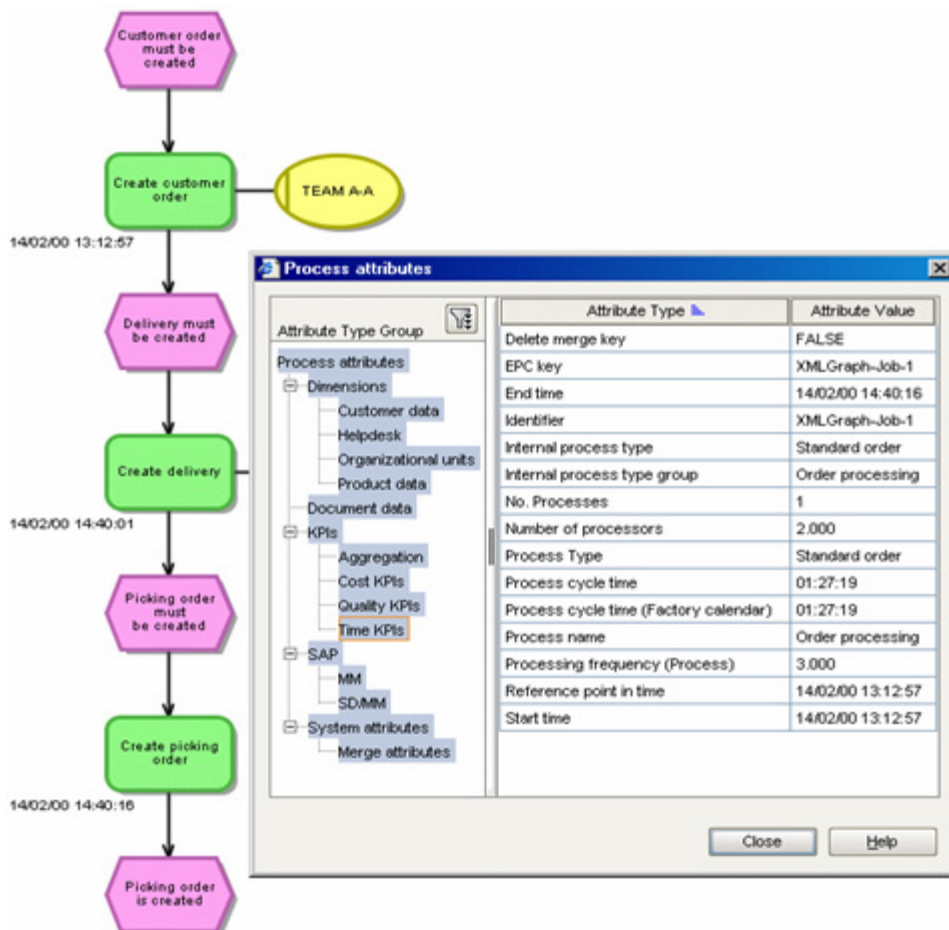 Customer order
must be
created
Create customer
order
TEAM A-A
14/02/00 13:12:57
Delivery must
be created
Create delivery
14/02/00 14:40:01
Picking order
must
be created
Create picking
order
14/02/00 14:40:16
Picking order
is created
Process attributes
Attribute Type Group
Process attributes
Dimensions
Customer data
Helpdesk
Organizational units
Product data
Document data
KPIs
Aggregation
Cost KPIs
Quality KPIs
Time KPIs
SAP
MM
SD/MM
System attributes
Merge attributes
Attribute Type Attribute Value
Delete merge key FALSE
EPC key XMLGraph-Job-1
End time 14/02/00 14:40:16
Identifier XMLGraph-Job-1
Internal process type Standard order
Internal process type group Order processing
No. Processes 1
Number of processors 2.000
Process Type Standard order
Process cycle time 01:27:19
Process cycle time (Factory calendar) 01:27:19
Process name Order processing
Processing frequency (Process) 3.000
Reference point in time 14/02/00 13:12:57
Start time 14/02/00 13:12:57
Close Help